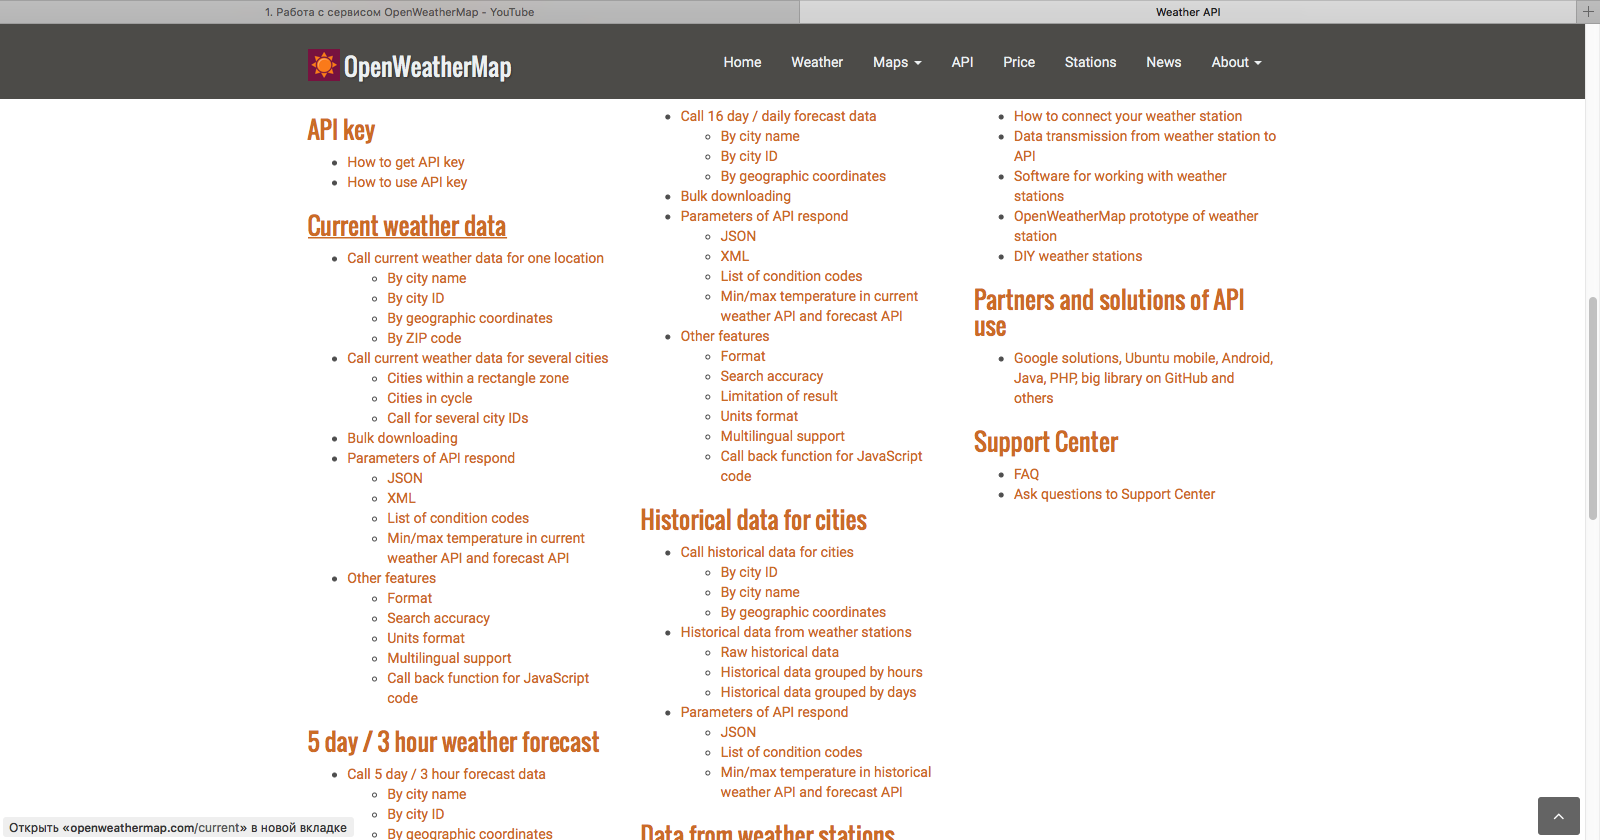 1. Работа с сервисом OpenWeatherMap - YouTube
Weather API
OpenWeatherMap
Home
Weather
Maps
API
Price
Stations
News
About
API key
How to get API key
How to use API key
Current weather data
Call current weather data for one location
By city name
By city ID
By geographic coordinates
By ZIP code
Call current weather data for several cities
Cities within a rectangle zone
Cities in cycle
Call for several city IDs
Bulk downloading
Parameters of API respond
JSON
XML
List of condition codes
Min/max temperature in current
weather API and forecast API
Other features
Format
Search accuracy
Units format
Multilingual support
Call back function for JavaScript
code
5 day / 3 hour weather forecast
Call 5 day / 3 hour forecast data
By city name
By city ID
By geographic coordinates
Call 16 day / daily forecast data
By city name
By city ID
By geographic coordinates
Bulk downloading
Parameters of API respond
JSON
XML
List of condition codes
Min/max temperature in current
weather API and forecast API
Other features
Format
Search accuracy
Limitation of result
Units format
Multilingual support
Call back function for JavaScript
code
Historical data for cities
Call historical data for cities
By city ID
By city name
By geographic coordinates
Historical data from weather stations
Raw historical data
Historical data grouped by hours
Historical data grouped by days
Parameters of API respond
JSON
List of condition codes
Min/max temperature in historical
weather API and forecast API
Data from weather stations
How to connect your weather station
Data transmission from weather station to
API
Software for working with weather
stations
OpenWeatherMap prototype of weather
station
DIY weather stations
Partners and solutions of API
use
Google solutions, Ubuntu mobile, Android,
Java, PHP, big library on GitHub and
others
Support Center
FAQ
Ask questions to Support Center
Открыть «openweathermap.com/current» в новой вкладке